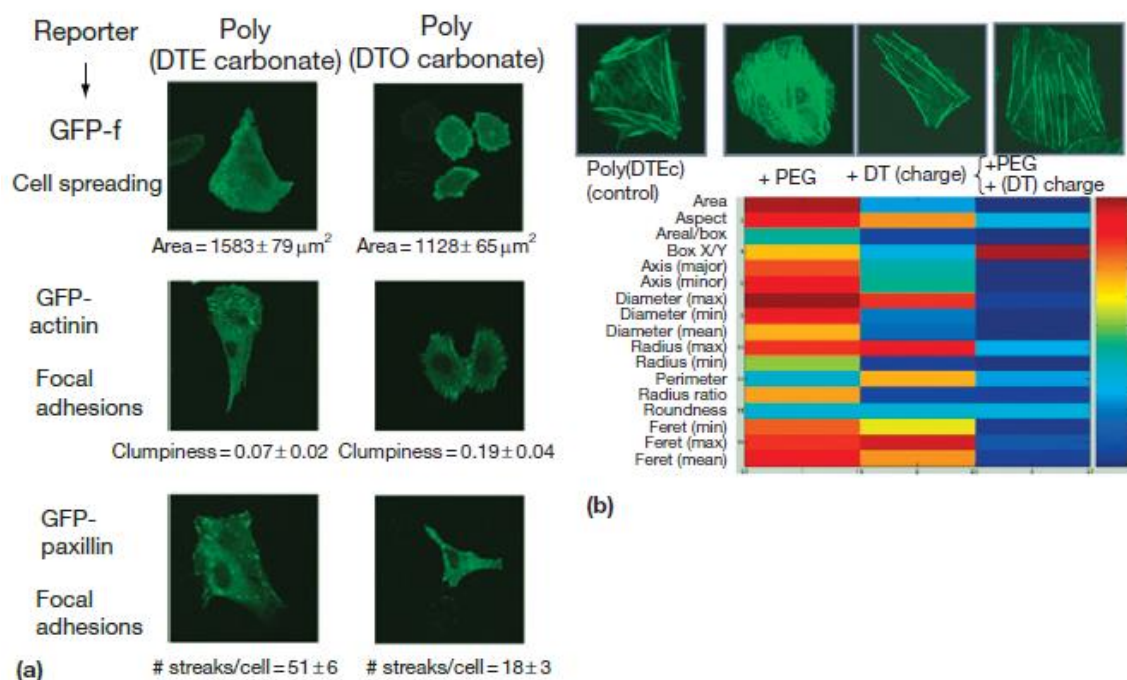 Reporter
Poly
(DTE carbonate)
Poly
(DTO carbonate)
GFP-f
Cell spreading
Area = 1583 ± 79 μm²
Area = 1128 ± 65 μm²
GFP-
actinin
Focal
adhesions
Clumpiness = 0.07 ± 0.02
Clumpiness = 0.19 ± 0.04
GFP-
paxillin
Focal
adhesions
# streaks/cell = 51 ± 6
# streaks/cell = 18 ± 3
(a)
Poly(DTEc)
(control)
+ PEG
+ DT (charge)
+PEG
+ (DT) charge
Area
Aspect
Areal/box
Box X/Y
Axis (major)
Axis (minor)
Diameter (max)
Diameter (min)
Diameter (mean)
Radius (max)
Radius (min)
Perimeter
Radius ratio
Roundness
Feret (min)
Feret (max)
Feret (mean)
(b)